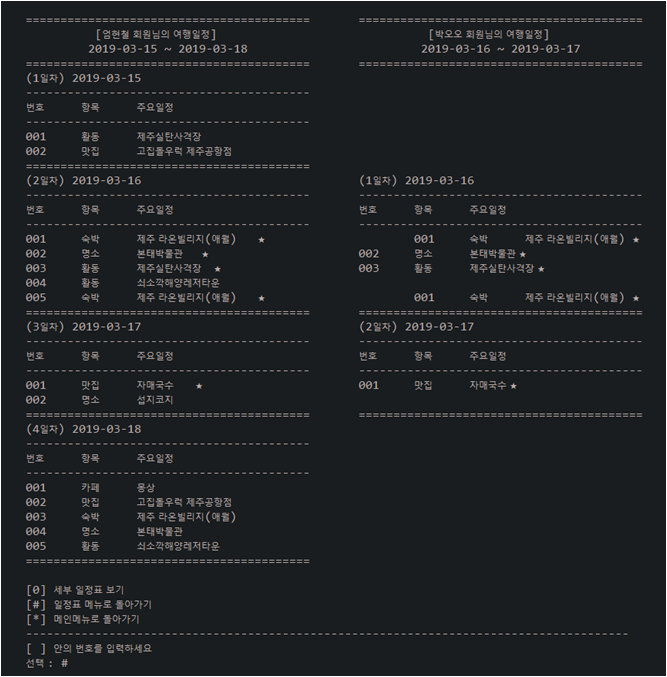 =========================================
[엄현철 회원님의 여행일정]
2019-03-15 ~ 2019-03-18
=========================================
(1일차) 2019-03-15
-----------------------------------------
번호 항목 주요일정
-----------------------------------------
001 활동 제주실탄사격장
002 맛집 고집돌우럭 제주공항점
=========================================
(2일차) 2019-03-16
-----------------------------------------
번호 항목 주요일정
-----------------------------------------
001 숙박 제주 라온빌리지(애월) ★
002 명소 본태박물관 ★
003 활동 제주실탄사격장 ★
004 활동 쇠소깍해양레저타운
005 숙박 제주 라온빌리지(애월) ★
=========================================
(3일차) 2019-03-17
-----------------------------------------
번호 항목 주요일정
-----------------------------------------
001 맛집 자매국수 ★
002 명소 섭지코지
=========================================
(4일차) 2019-03-18
-----------------------------------------
번호 항목 주요일정
-----------------------------------------
001 카페 몽상
002 맛집 고집돌우럭 제주공항점
003 숙박 제주 라온빌리지(애월)
004 명소 본태박물관
005 활동 쇠소깍해양레저타운
=========================================
=========================================
[박오오 회원님의 여행일정]
2019-03-16 ~ 2019-03-17
=========================================
(1일차) 2019-03-16
-----------------------------------------
번호 항목 주요일정
-----------------------------------------
001 숙박 제주 라온빌리지(애월) ★
002 명소 본태박물관 ★
003 활동 제주실탄사격장 ★
001 숙박 제주 라온빌리지(애월) ★
=========================================
(2일차) 2019-03-17
-----------------------------------------
번호 항목 주요일정
-----------------------------------------
001 맛집 자매국수 ★
=========================================
[0] 세부 일정표 보기
[#] 일정표 메뉴로 돌아가기
[*] 메인메뉴로 돌아가기
---------------------------------------------------------------------------------------
[ ] 안의 번호를 입력하세요
선택 : #